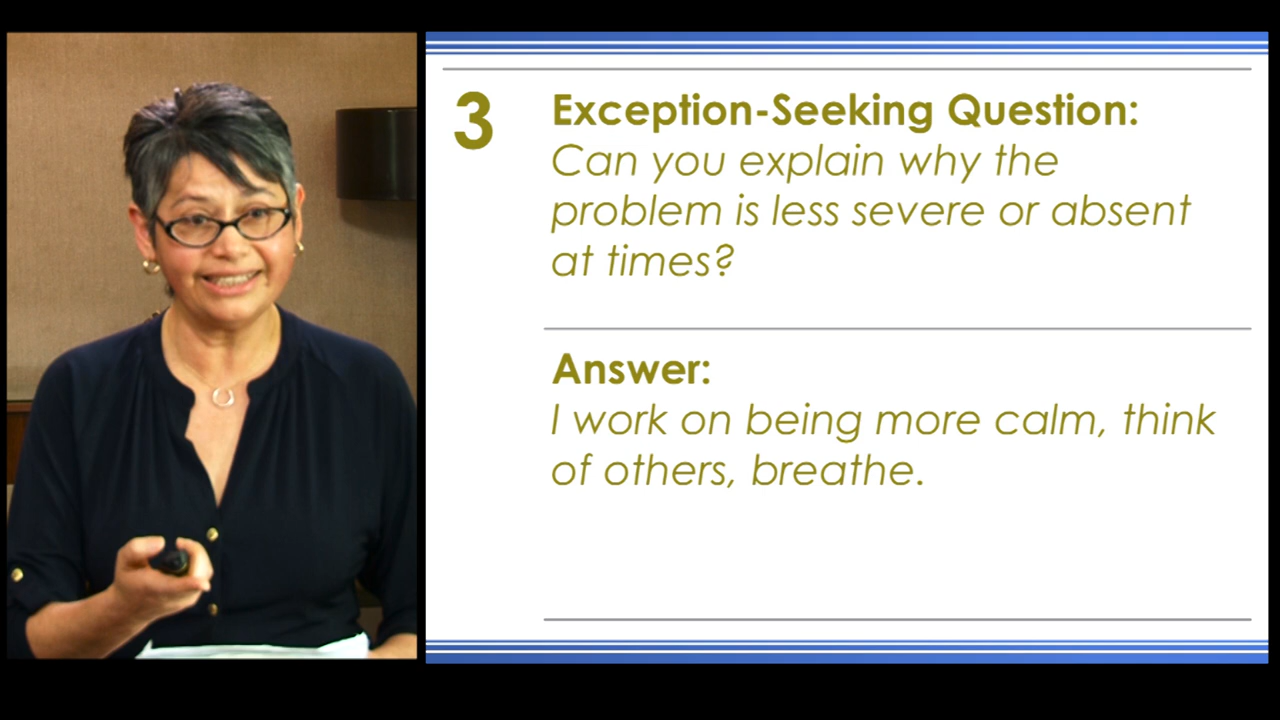 3
Exception-Seeking Question:
Can you explain why the
problem is less severe or absent
at times?
Answer:
I work on being more calm, think
of others, breathe.